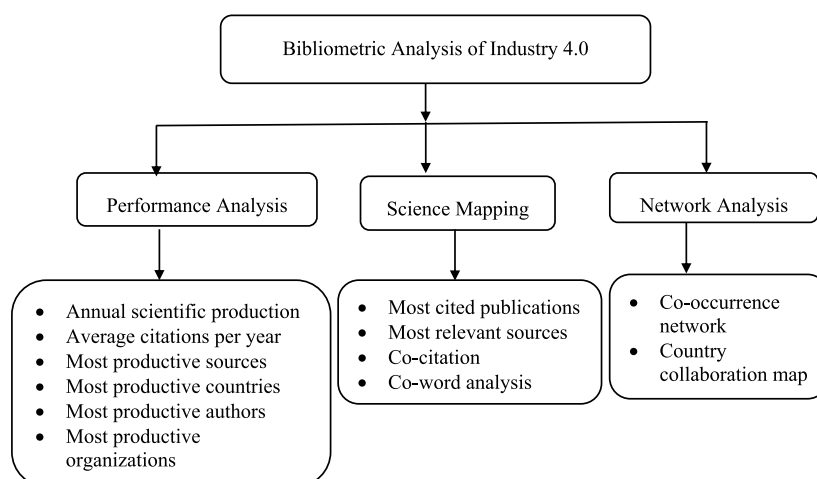 Bibliometric Analysis of Industry 4.0
Performance Analysis
Science Mapping
Network Analysis
• Annual scientific production
• Average citations per year
• Most productive sources
• Most productive countries
• Most productive authors
• Most productive
organizations
• Most cited publications
• Most relevant sources
• Co-citation
• Co-word analysis
• Co-occurrence
network
• Country
collaboration map